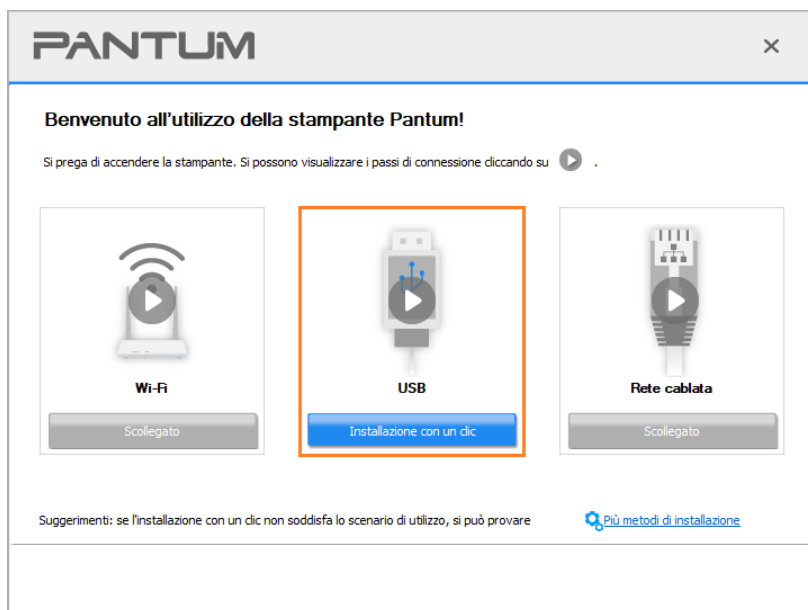 PANTUM
Benvenuto all'utilizzo della stampante Pantum!
Si prega di accendere la stampante. Si possono visualizzare i passi di connessione cliccando su .
Wi-Fi
USB
Rete cablata
Scollegato
Installazione con un clic
Scollegato
Suggerimenti: se l'installazione con un clic non soddisfa lo scenario di utilizzo, si può provare Più metodi di installazione